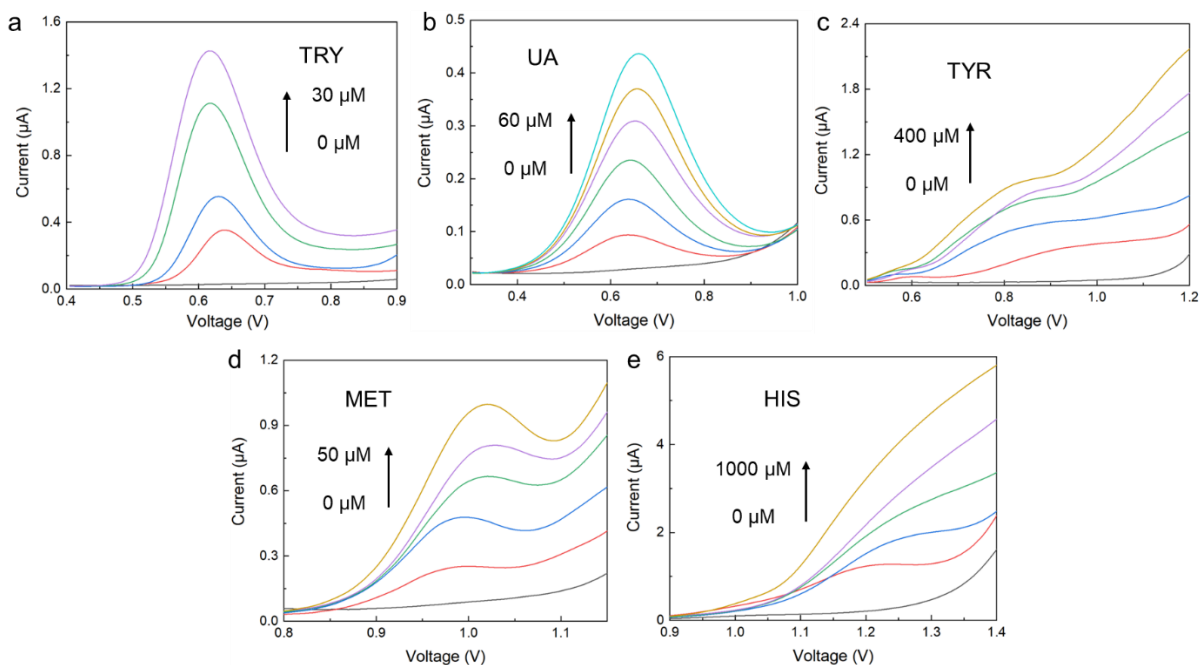 a
TRY
30 µM
0 µM
Current (µA)
1.6
1.2
0.8
0.4
0.0
0.4 0.5 0.6 0.7 0.8 0.9
Voltage (V)
b
UA
60 µM
0 µM
Current (µA)
0.5
0.4
0.3
0.2
0.1
0.0
0.4 0.6 0.8 1.0
Voltage (V)
c
TYR
400 µM
0 µM
Current (µA)
2.4
1.8
1.2
0.6
0.0
0.6 0.8 1.0 1.2
Voltage (V)
d
MET
50 µM
0 µM
Current (µA)
1.2
0.9
0.6
0.3
0.0
0.8 0.9 1.0 1.1
Voltage (V)
e
HIS
1000 µM
0 µM
Current (µA)
6
4
2
0
0.9 1.0 1.1 1.2 1.3 1.4
Voltage (V)